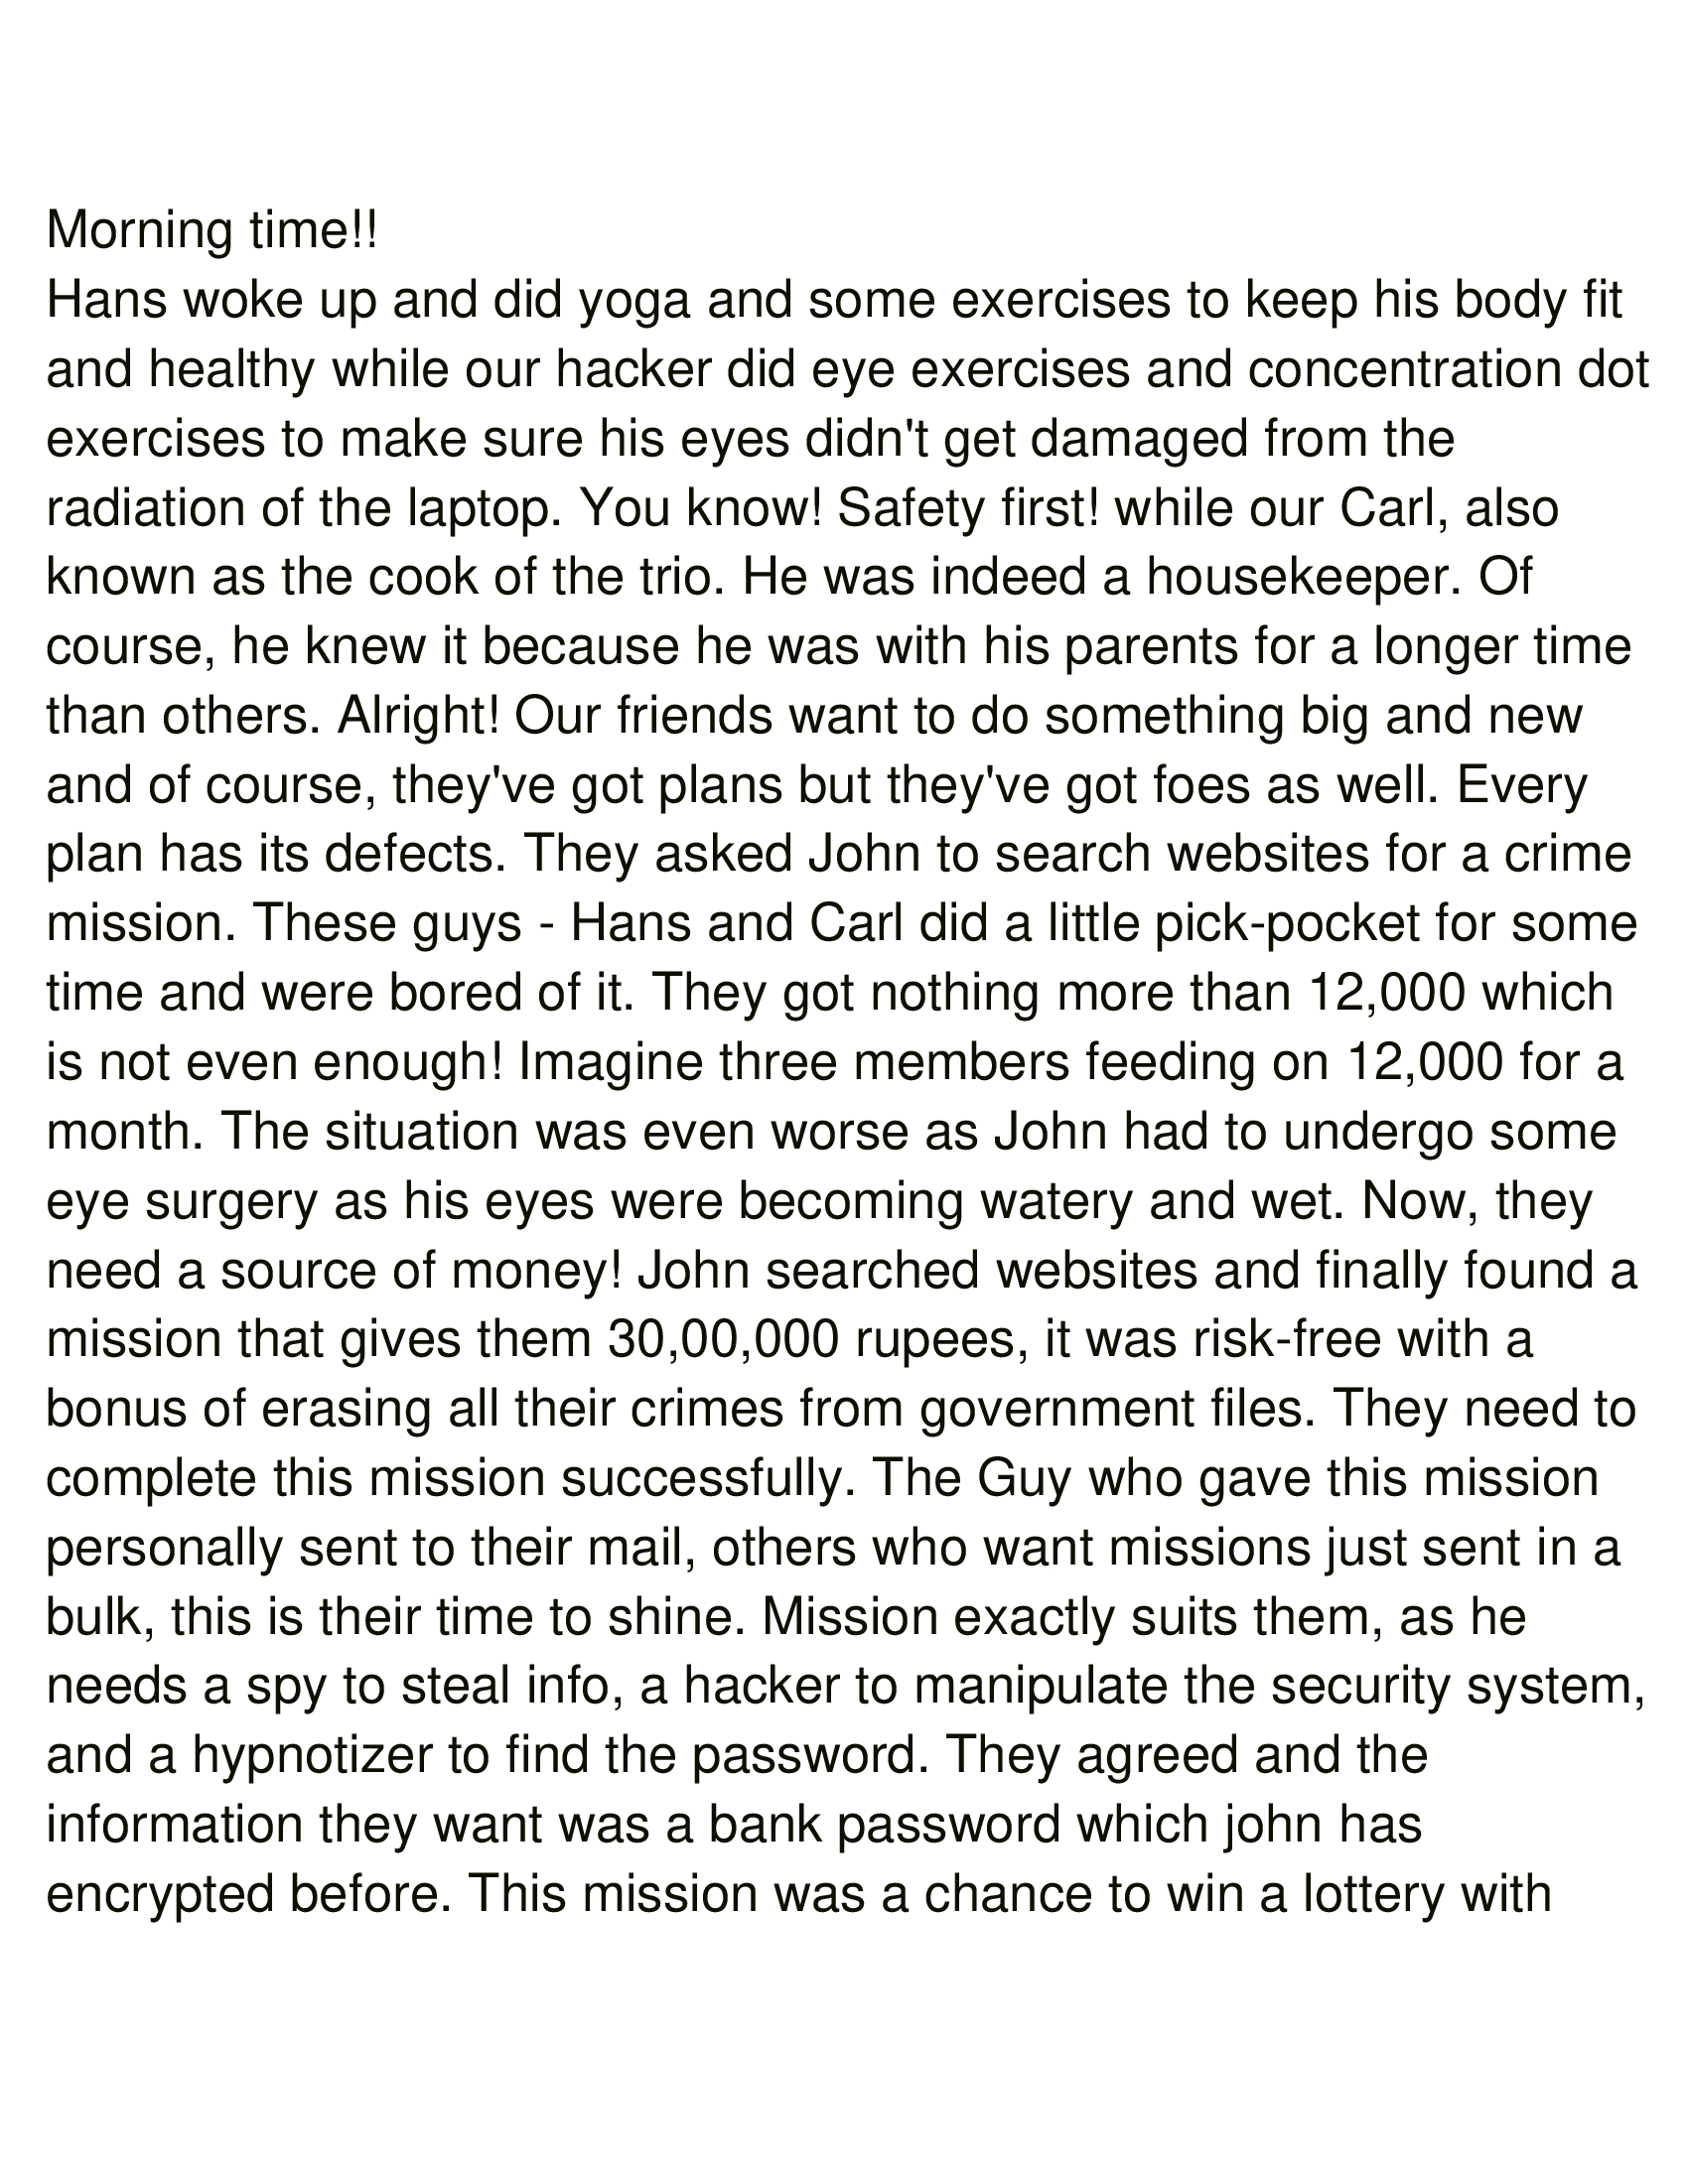 Morning time!!
Hans woke up and did yoga and some exercises to keep his body fit
and healthy while our hacker did eye exercises and concentration dot
exercises to make sure his eyes didn't get damaged from the
radiation of the laptop. You know! Safety first! while our Carl, also
known as the cook of the trio. He was indeed a housekeeper. Of
course, he knew it because he was with his parents for a longer time
than others. Alright! Our friends want to do something big and new
and of course, they've got plans but they've got foes as well. Every
plan has its defects. They asked John to search websites for a crime
mission. These guys - Hans and Carl did a little pick-pocket for some
time and were bored of it. They got nothing more than 12,000 which
is not even enough! Imagine three members feeding on 12,000 for a
month. The situation was even worse as John had to undergo some
eye surgery as his eyes were becoming watery and wet. Now, they
need a source of money! John searched websites and finally found a
mission that gives them 30,00,000 rupees, it was risk-free with a
bonus of erasing all their crimes from government files. They need to
complete this mission successfully. The Guy who gave this mission
personally sent to their mail, others who want missions just sent in a
bulk, this is their time to shine. Mission exactly suits them, as he
needs a spy to steal info, a hacker to manipulate the security system,
and a hypnotizer to find the password. They agreed and the
information they want was a bank password which john has
encrypted before. This mission was a chance to win a lottery with